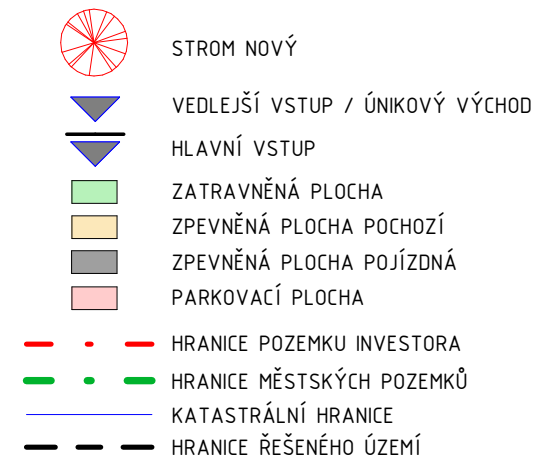 STROM NOVÝ
VEDLEJŠÍ VSTUP / ÚNIKOVÝ VÝCHOD
HLAVNÍ VSTUP
ZATRAVNĚNÁ PLOCHA
ZPEVNĚNÁ PLOCHA POCHOZÍ
ZPEVNĚNÁ PLOCHA POJÍZDNÁ
PARKOVACÍ PLOCHA
HRANICE POZEMKU INVESTORA
HRANICE MĚSTSKÝCH POZEMKŮ
KATASTRÁLNÍ HRANICE
HRANICE ŘEŠENÉHO ÚZEMÍ